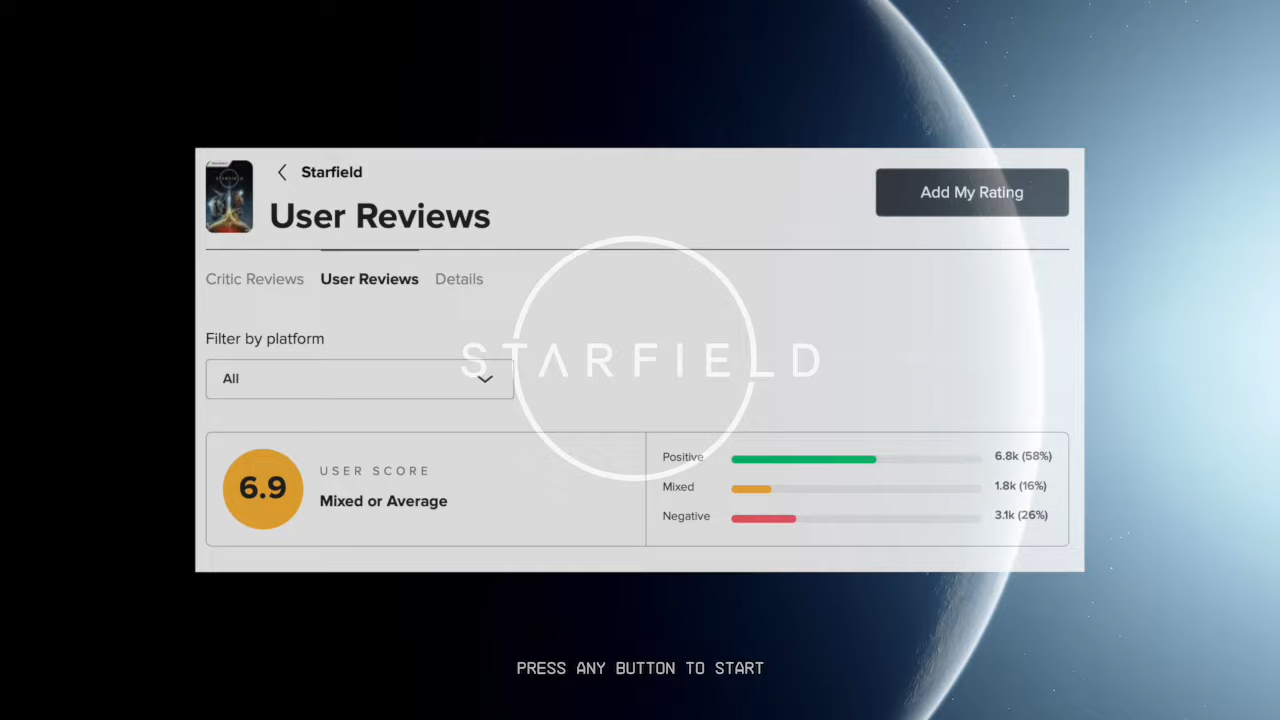 Starfield
User Reviews
Add My Rating
Critic Reviews User Reviews Details
Filter by platform
All
STARFIELD
6.9
USER SCORE
Mixed or Average
Positive 6.8k (58%)
Mixed 1.8k (16%)
Negative 3.1k (26%)
PRESS ANY BUTTON TO START